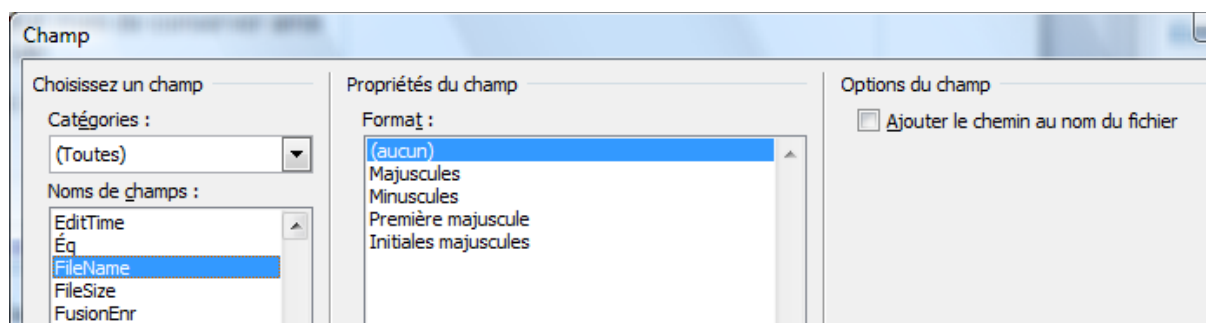 Champ
Choisissez un champ
Catégories :
(Toutes)
Noms de champs :
EditTime
Éq
FileName
FileSize
FusionEnr
Propriétés du champ
Format :
(aucun)
Majuscules
Minuscules
Première majuscule
Initiales majuscules
Options du champ
Ajouter le chemin au nom du fichier